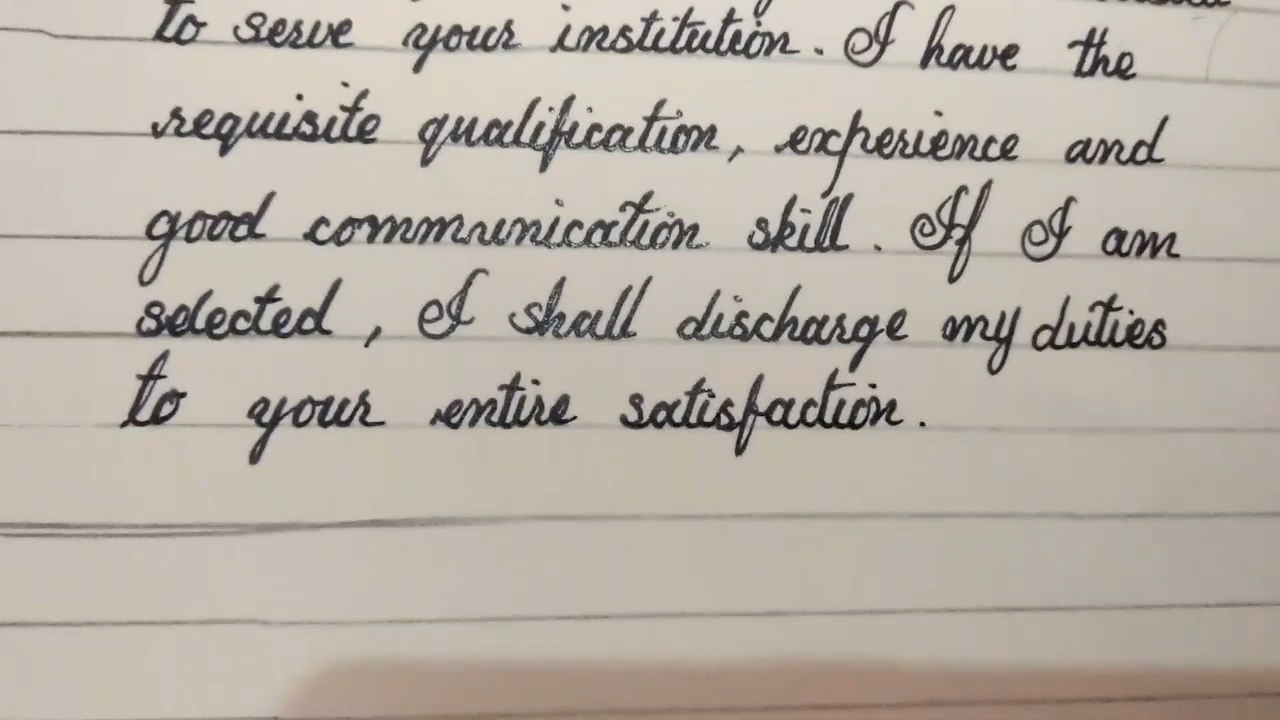 to serve your institution. I have the
requisite qualification, experience and
good communication skill. If I am
selected, I shall discharge my duties
to your entire satisfaction.